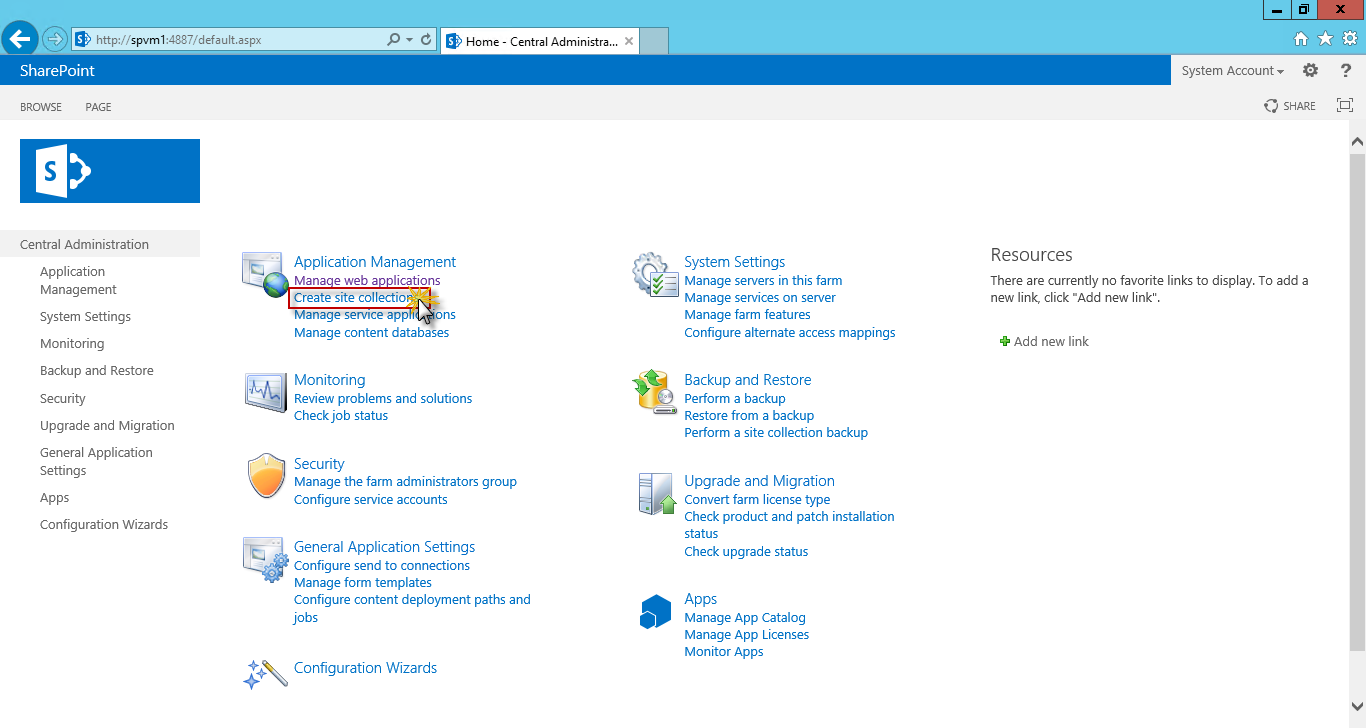 http://spvm1:4887/default.aspx
Home - Central Administra...
SharePoint
System Account
?
BROWSE
PAGE
SHARE
S
Central Administration
Application
Management
System Settings
Monitoring
Backup and Restore
Security
Upgrade and Migration
General Application
Settings
Apps
Configuration Wizards
Application Management
Manage web applications
Create site collection
Manage service applications
Manage content databases
Monitoring
Review problems and solutions
Check job status
Security
Manage the farm administrators group
Configure service accounts
General Application Settings
Configure send to connections
Manage form templates
Configure content deployment paths and
jobs
Configuration Wizards
System Settings
Manage servers in this farm
Manage services on server
Manage farm features
Configure alternate access mappings
Backup and Restore
Perform a backup
Restore from a backup
Perform a site collection backup
Upgrade and Migration
Convert farm license type
Check product and patch installation
status
Check upgrade status
Apps
Manage App Catalog
Manage App Licenses
Monitor Apps
Resources
There are currently no favorite links to display. To add a
new link, click "Add new link".
Add new link